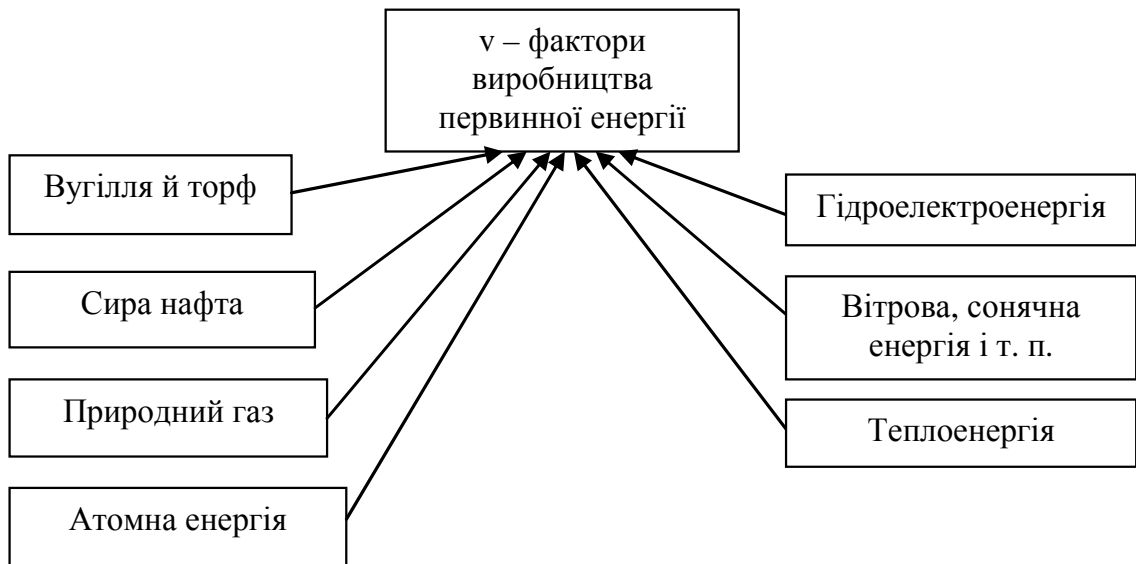 v – фактори
виробництва
первинної енергії
Вугілля й торф
Сира нафта
Природний газ
Атомна енергія
Гідроелектроенергія
Вітрова, сонячна
енергія і т. п.
Теплоенергія